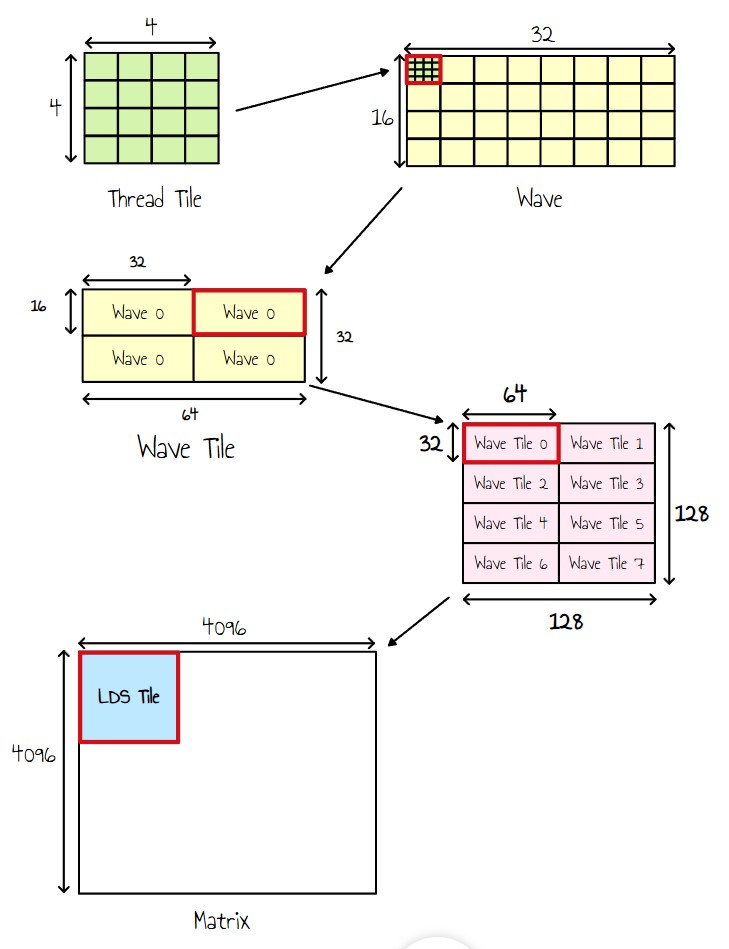 4
4
Thread Tile
32
16
Wave
32
16
Wave 0
Wave 0
Wave 0
Wave 0
32
64
Wave Tile
64
32
Wave Tile 0
Wave Tile 1
Wave Tile 2
Wave Tile 3
Wave Tile 4
Wave Tile 5
Wave Tile 6
Wave Tile 7
128
128
4096
4096
LDS Tile
Matrix